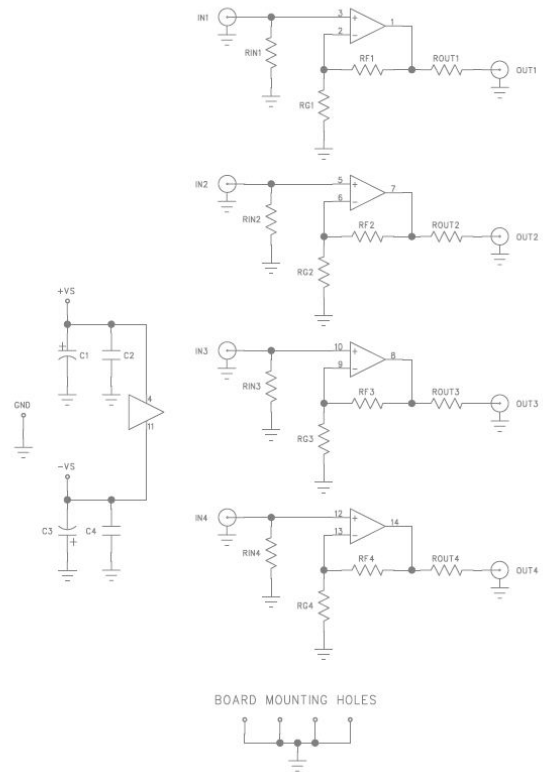 IN1
3
2
1
RIN1
RF1
ROUT1
OUT1
RG1
IN2
5
6
7
RIN2
RF2
ROUT2
OUT2
RG2
+VS
+
C1
C2
4
11
GND
-VS
C3
+
C4
IN3
10
9
8
RIN3
RF3
ROUT3
OUT3
RG3
IN4
12
13
14
RIN4
RF4
ROUT4
OUT4
RG4
BOARD MOUNTING HOLES